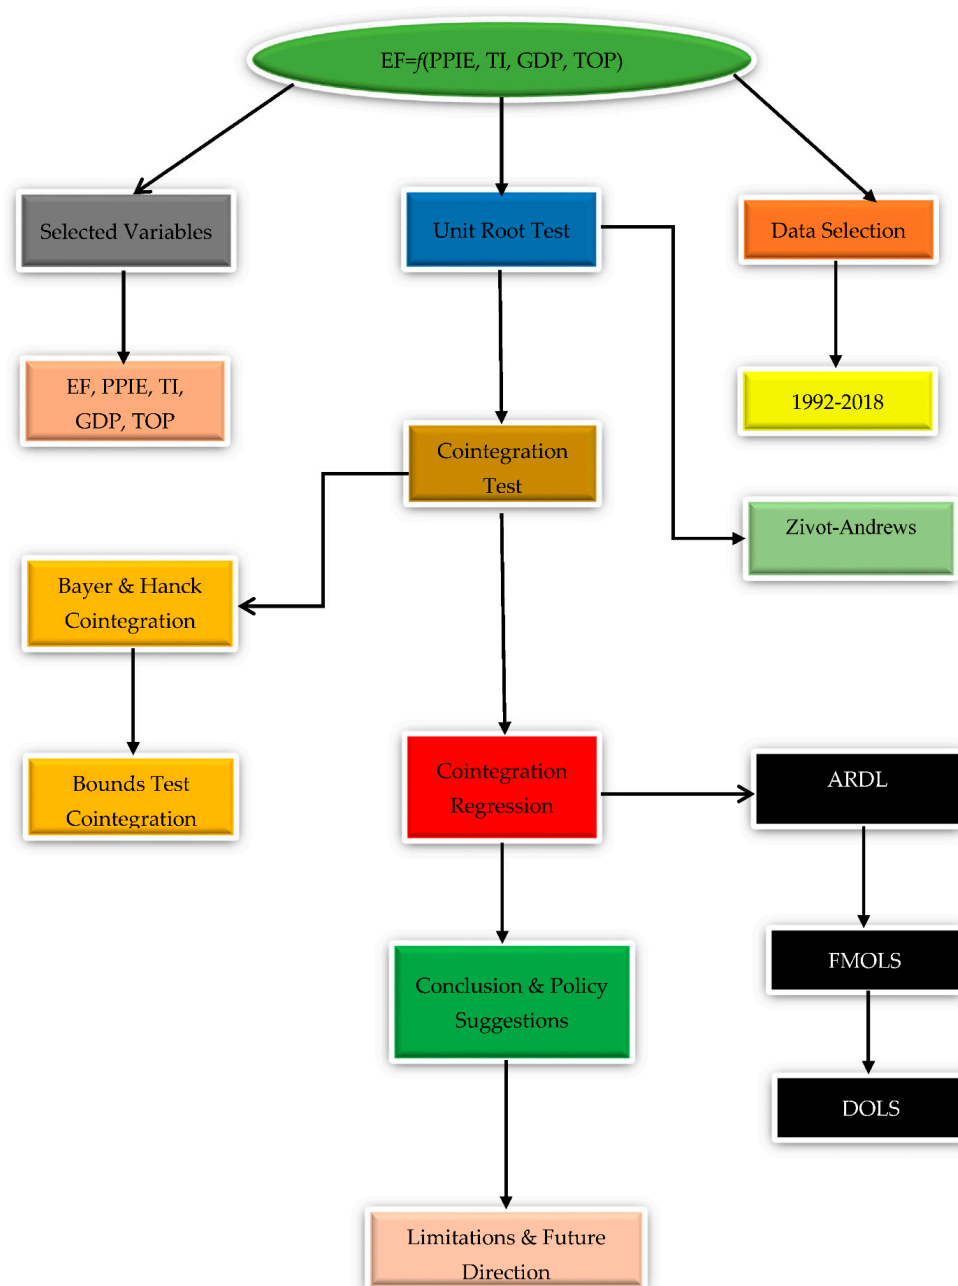 EF=f(PPIE, TI, GDP, TOP)
Selected Variables
Unit Root Test
Data Selection
EF, PPIE, TI,
GDP, TOP
1992-2018
Cointegration
Test
Zivot-Andrews
Bayer & Hanck
Cointegration
Bounds Test
Cointegration
Cointegration
Regression
ARDL
FMOLS
Conclusion & Policy
Suggestions
DOLS
Limitations & Future
Direction